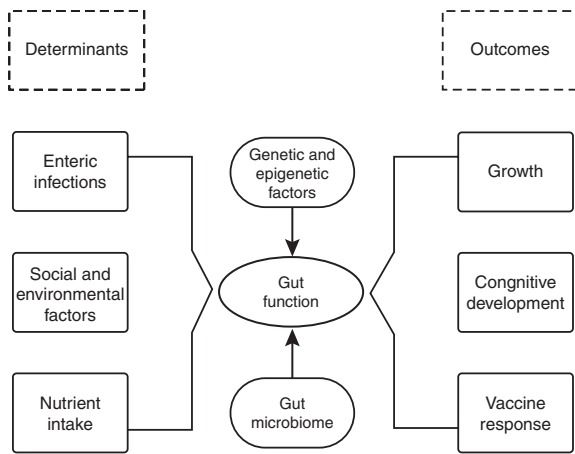 Determinants
Outcomes
Enteric
infections
Genetic and
epigenetic
factors
Growth
Social and
environmental
factors
Gut
function
Congnitive
development
Nutrient
intake
Gut
microbiome
Vaccine
response